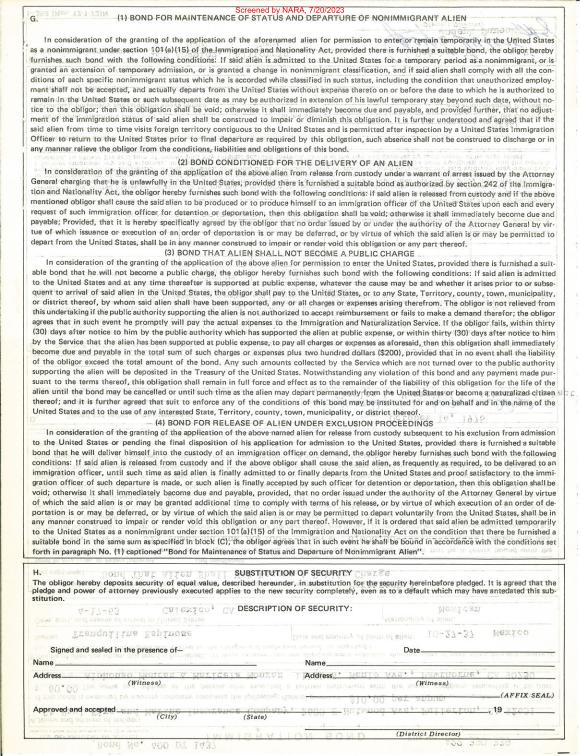 Screened by NARA, 7/20/2023
G. (1) BOND FOR MAINTENANCE OF STATUS AND DEPARTURE OF NONIMMIGRANT ALIEN
In consideration of the granting of the application of the aforenamed alien for permission to enter or remain temporarily in the United States
as a nonimmigrant under section 101(a)(15) of the Immigration and Nationality Act, provided there is furnished a suitable bond, the obligor hereby
furnishes such bond with the following conditions: If said alien is admitted to the United States for a temporary period as a nonimmigrant, or is
granted an extension of temporary admission, or is granted a change in nonimmigrant classification, and if said alien shall comply with all the con-
ditions of each specific nonimmigrant status which is accorded while classified in such status, including the condition that unauthorized employ-
ment shall not be accepted, and actually departs from the United States without expense thereto on or before the date to which he is authorized to
remain in the United States or such subsequent date as may be authorized in extension of his lawful temporary stay beyond such date, without no-
tice to the obligor; then this obligation shall be void; otherwise it shall immediately become due and payable, and provided further, that no adjust-
ment of the immigration status of said alien shall be construed to impair or diminish this obligation. It is further understood and agreed that if the
said alien from time to time visits foreign territory contiguous to the United States and is permitted after inspection by a United States Immigration
Officer to return to the United States prior to final departure as required by this obligation, such absence shall not be construed to discharge or in
any manner relieve the obligor from the conditions, liabilities and obligations of this bond.
(2) BOND CONDITIONED FOR THE DELIVERY OF AN ALIEN
In consideration of the granting of the application of the above alien from release from custody under a warrant of arrest issued by the Attorney
General charging that he is unlawfully in the United States, provided there is furnished a suitable bond as authorized by section 242 of the Immigra-
tion and Nationality Act, the obligor hereby furnishes such bond with the following conditions: if said alien is released from custody and if the above
mentioned obligor shall cause the said alien to be produced or to produce himself to an immigration officer of the United States upon each and every
request of such immigration officer for detention or deportation, then this obligation shall be void; otherwise it shall immediately become due and
payable; Provided, that it is hereby specifically agreed by the obligor that no order issued by or under the authority of the Attorney General by vir-
tue of which issuance or execution of an order of deportation is or may be deferred, or by virtue of which the said alien is or may be permitted to
depart from the United States, shall be in any manner construed to impair or render void this obligation or any part thereof.
(3) BOND THAT ALIEN SHALL NOT BECOME A PUBLIC CHARGE
In consideration of the granting of the above alien for permission to enter the United States, provided there is furnished a suit-
able bond that he will not become a public charge, the obligor hereby furnishes such bond with the following conditions: If said alien is admitted
to the United States and at any time thereafter is supported at public expense, whatever the cause may be and whether it arises prior to or subse-
quent to arrival of said alien in the United States, the obligor shall pay to the United States, or to any State, Territory, county, town, municipality,
or district thereof, by whom said alien shall have been supported, any or all charges or expenses arising therefrom. The obligor is not relieved from
this undertaking if the public authority supporting the alien is not authorized to accept reimbursement or fails to make a demand therefor; the obligor
agrees that in such event he promptly will pay the actual expenses to the Immigration and Naturalization Service. If the obligor fails, within thirty
(30) days after notice to him by the public authority which has supported the alien at public expense, or within thirty (30) days after notice to him
by the Service that the alien has been supported at public expense, to pay all charges or expenses as aforesaid, then this obligation shall immediately
become due and payable in the total sum of such charges or expenses plus two hundred dollars ($200), provided that in no event shall the liability
of the obligor exceed the total amount of the bond. Any such amounts collected by the Service which are not turned over to the public authority
supporting the alien will be deposited in the Treasury of the United States. Notwithstanding any violation of this bond and any payment made pur-
suant to the terms thereof, this obligation shall remain in full force and effect as to the remainder of the liability of this obligation for the life of the
alien until the bond may be cancelled or until such time as the alien may depart permanently from the United States or become a naturalized citizen
thereof; and it is further agreed that suit to enforce any of the conditions of this bond may be instituted for and on behalf and in the name of the
United States and to the use of any interested State, Territory, county, town, municipality, or district thereof.
(4) BOND FOR RELEASE OF ALIEN UNDER EXCLUSION PROCEEDINGS
In consideration of the granting of the application of the above-named alien for release from custody subsequent to his exclusion from admission
to the United States or pending the final disposition of his application for admission to the United States, provided there is furnished a suitable
bond that he will deliver himself into the custody of an immigration officer on demand, the obligor hereby furnishes such bond with the following
conditions: If said alien is released from custody and if the above obligor shall cause the said alien, as frequently as required, to be delivered to an
immigration officer, until such time as said alien is finally admitted to or finally departs from the United States and proof satisfactory to the immi-
gration officer of such departure is made, or such alien is finally accepted by such officer for detention or deportation, then this obligation shall be
void; otherwise it shall immediately become due and payable, provided, that no order issued under the authority of the Attorney General by virtue
of which the said alien is or may be granted additional time to comply with terms of his release, or by virtue of which execution of an order of de-
portation is or may be deferred, or by virtue of which the alien is or may be permitted to depart voluntarily from the United States, shall be in
any manner construed to impair or render void this obligation or any part thereof. However, if it is ordered that said alien be admitted temporarily
to the United States as a nonimmigrant under section 101(a)(15) of the Immigration and Nationality Act on the condition that there be furnished a
suitable bond in the same sum as specified in block (C), the obligor agrees that in such event he shall be bound in accordance with the conditions set
forth in paragraph No. (1) captioned "Bond for Maintenance of Status and Departure of Nonimmigrant Alien".
H. SUBSTITUTION OF SECURITY
The obligor hereby deposits security of equal value, described hereunder, in substitution for the security hereinbefore pledged. It is agreed that the
pledge and power of attorney previously executed applies to the new security completely, even as to a default which may have antedated this sub-
stitution.
DESCRIPTION OF SECURITY:
Signed and sealed in the presence of— Date
Name Name
Address Address
(Witness) (Witness)
(AFFIX SEAL)
Approved and accepted , 19
(City) (State)
(District Director)